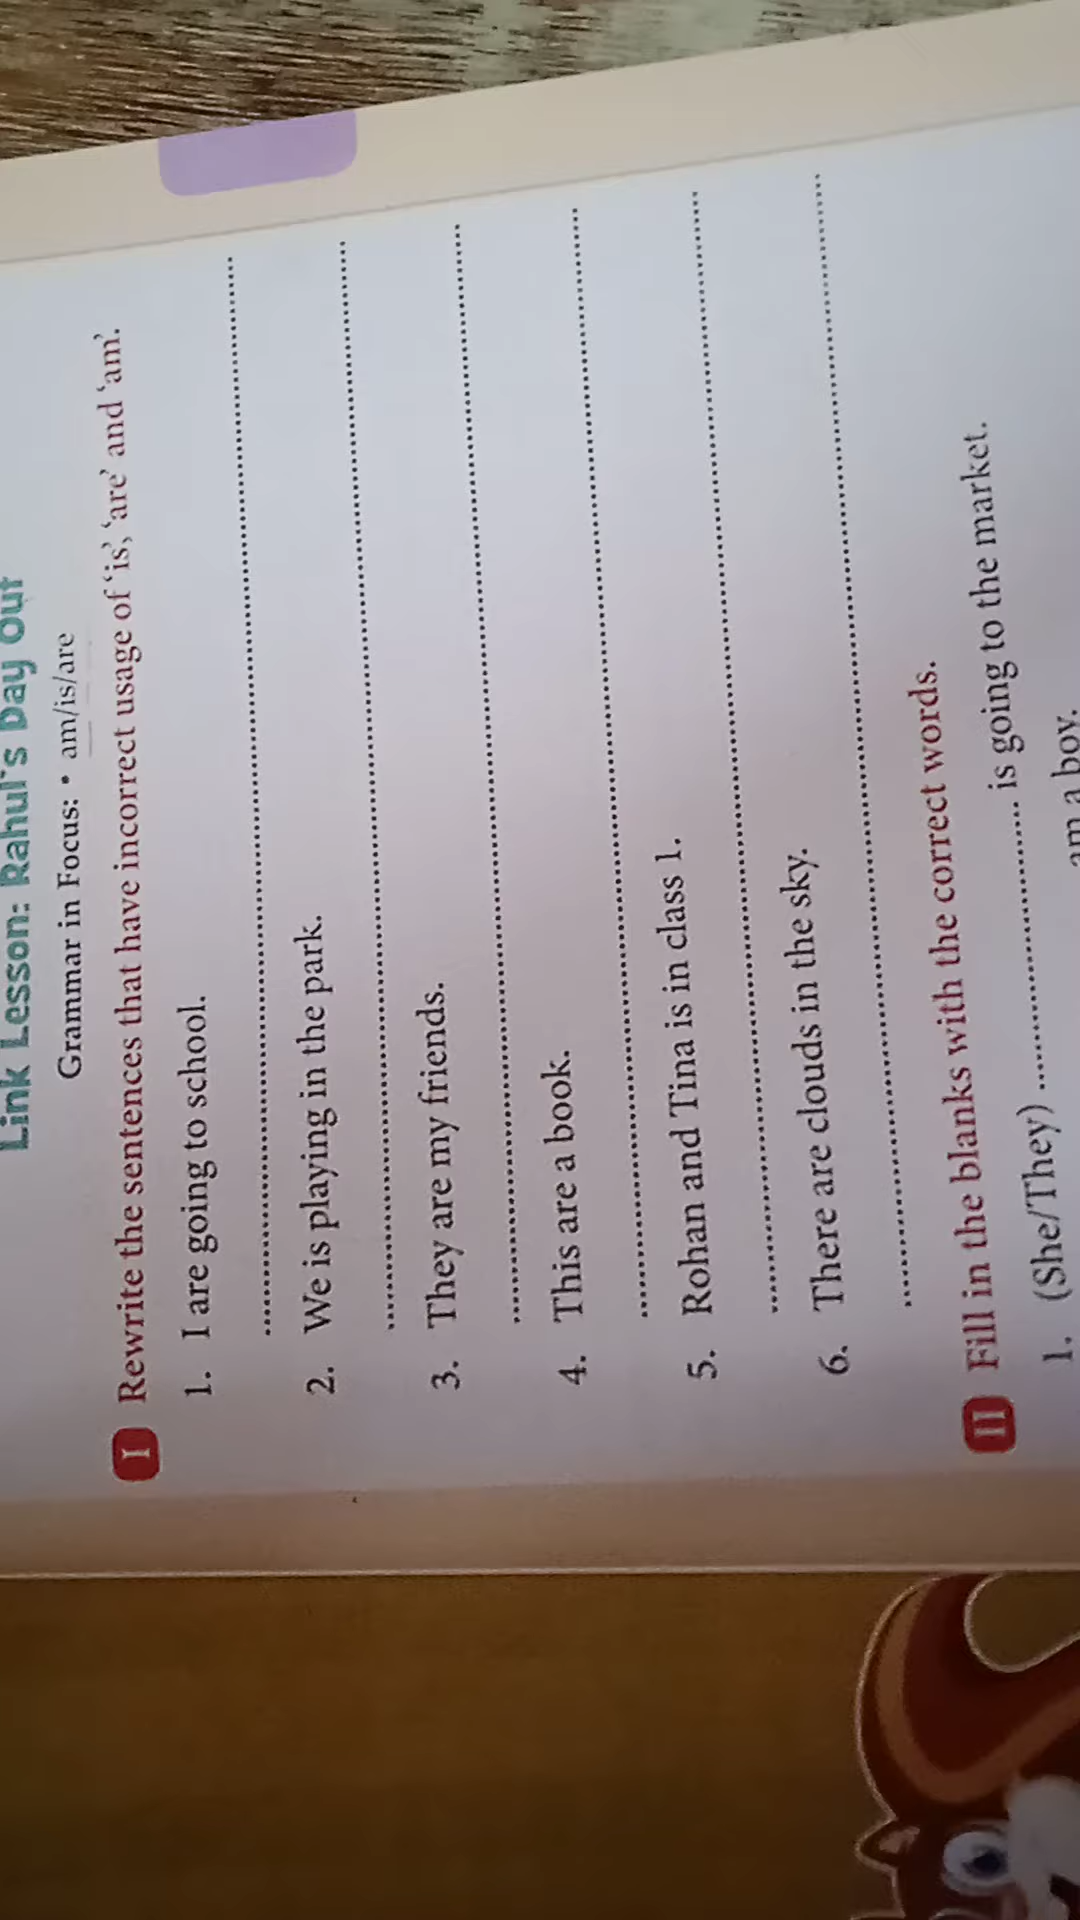 Link Lesson: Rahul's Day Out
Grammar in Focus: • am/is/are
I Rewrite the sentences that have incorrect usage of ‘is’, ‘are’ and ‘am’.
1. I are going to school.
2. We is playing in the park.
3. They are my friends.
4. This are a book.
5. Rohan and Tina is in class 1.
6. There are clouds in the sky.
II Fill in the blanks with the correct words.
1. (She/They) .............................. is going to the market.
am a boy.